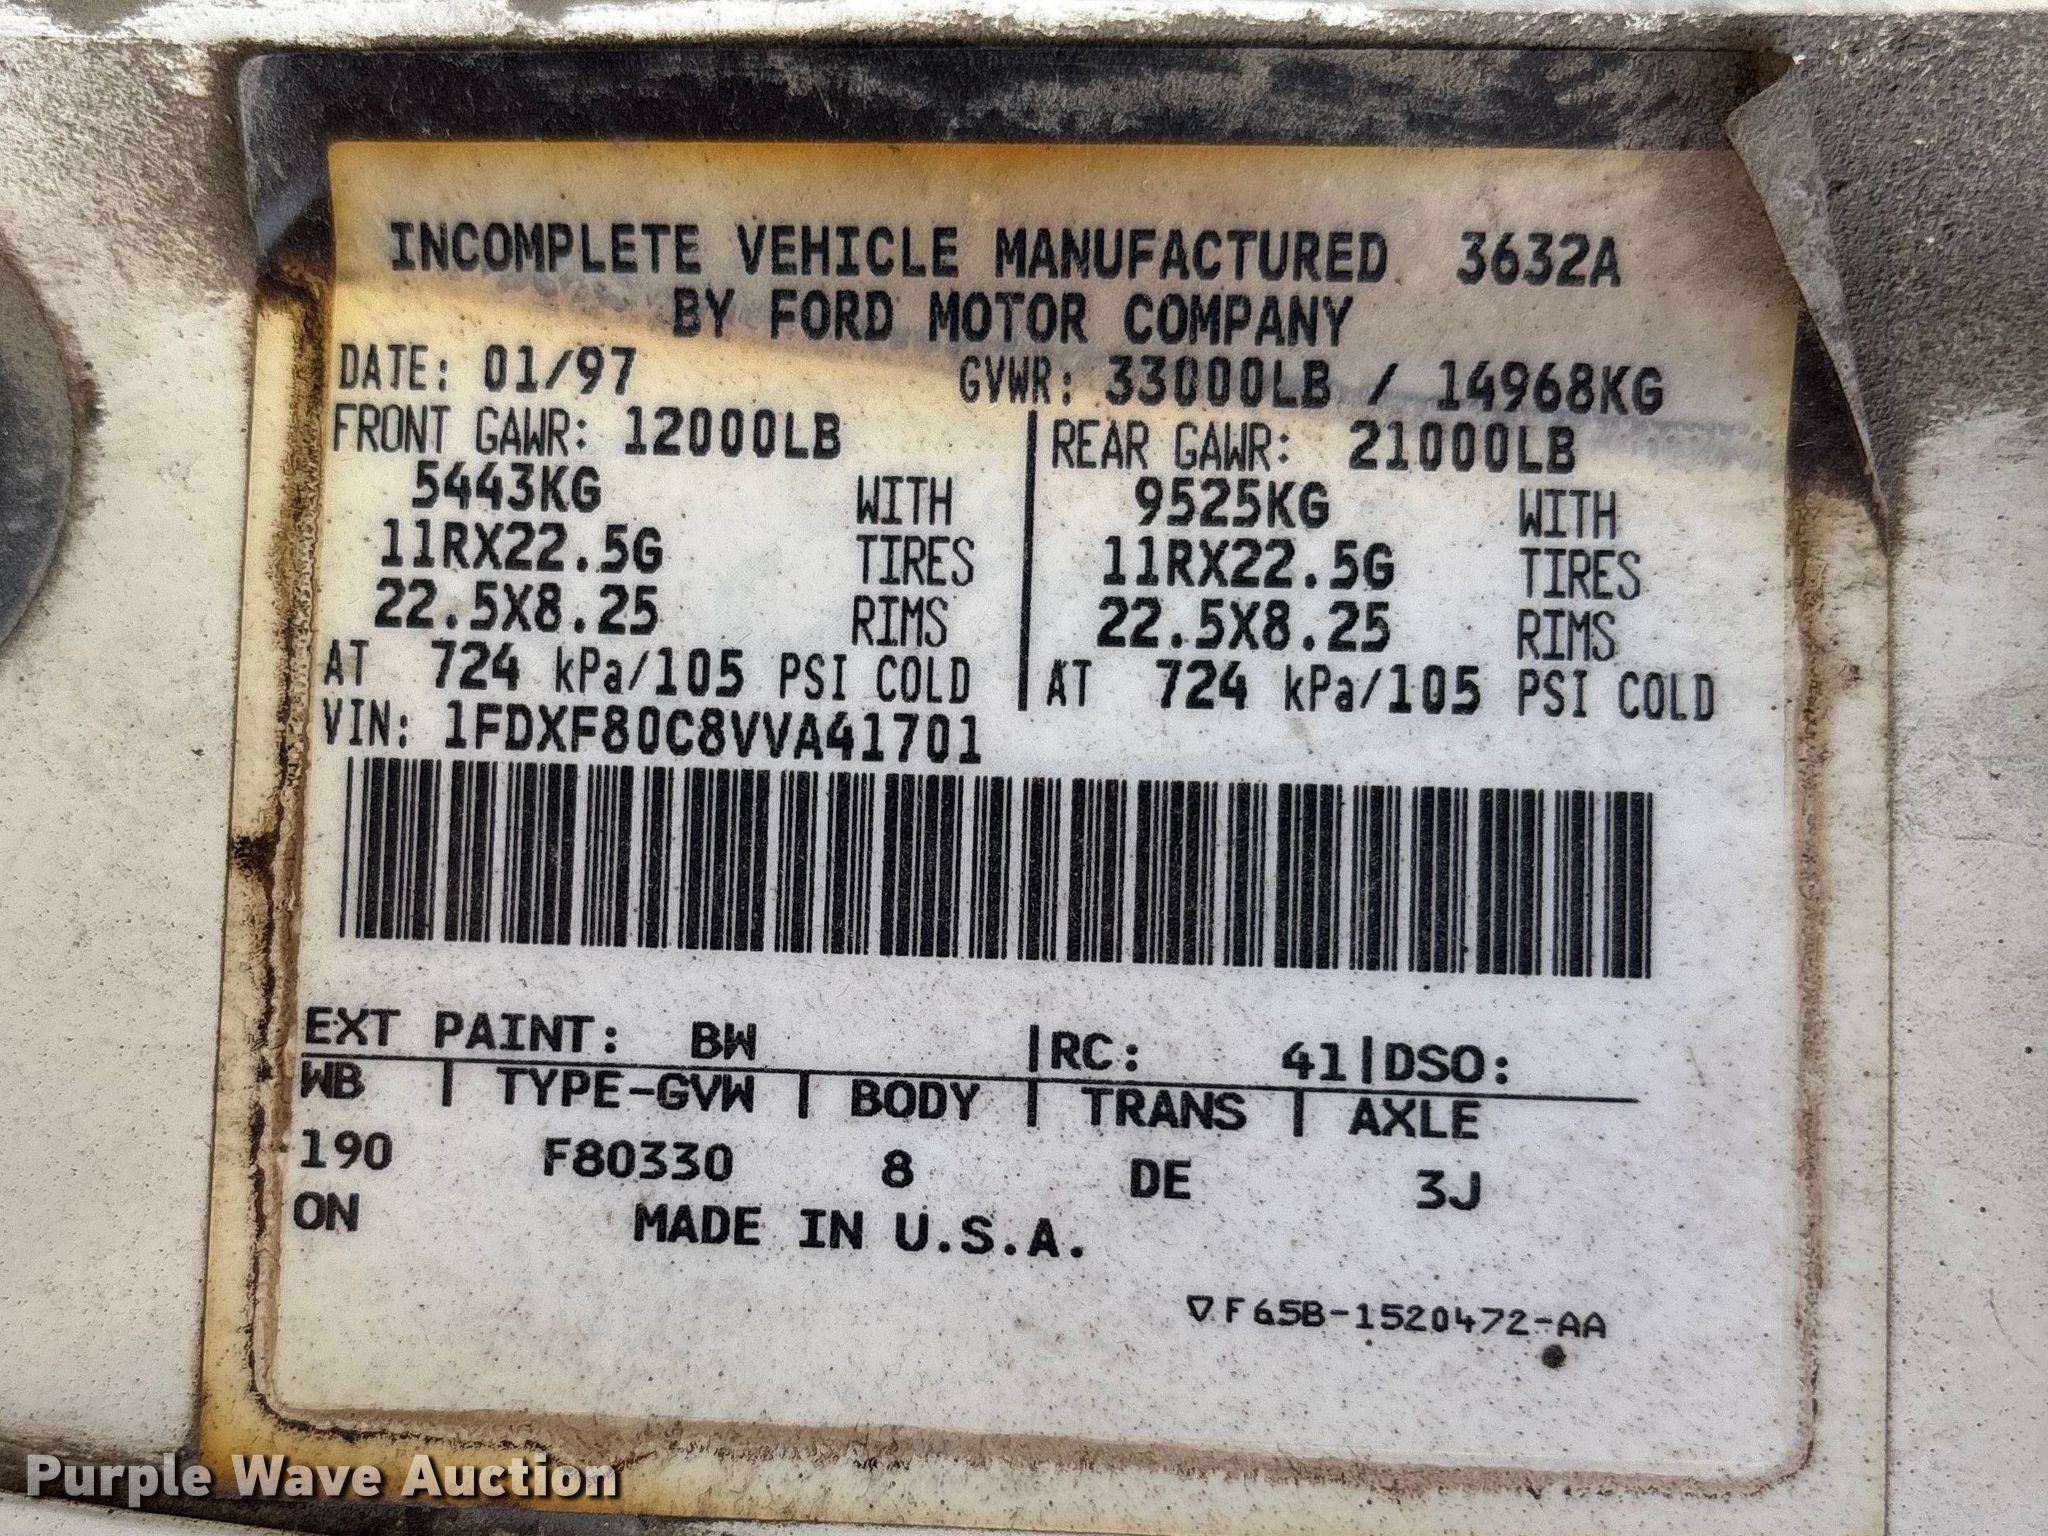 INCOMPLETE VEHICLE MANUFACTURED 3632A
BY FORD MOTOR COMPANY
DATE: 01/97 GVWR: 33000LB / 14968KG
FRONT GAWR: 12000LB REAR GAWR: 21000LB
5443KG WITH 9525KG WITH
11RX22.5G TIRES 11RX22.5G TIRES
22.5X8.25 RIMS 22.5X8.25 RIMS
AT 724 kPa/105 PSI COLD AT 724 kPa/105 PSI COLD
VIN: 1FDXF80C8VVA41701
EXT PAINT: BW |RC: 41|DSO:
WB | TYPE-GVW | BODY | TRANS | AXLE
190 F80330 8 DE 3J
ON MADE IN U.S.A.
▽F65B-1520472-AA
Purple Wave Auction